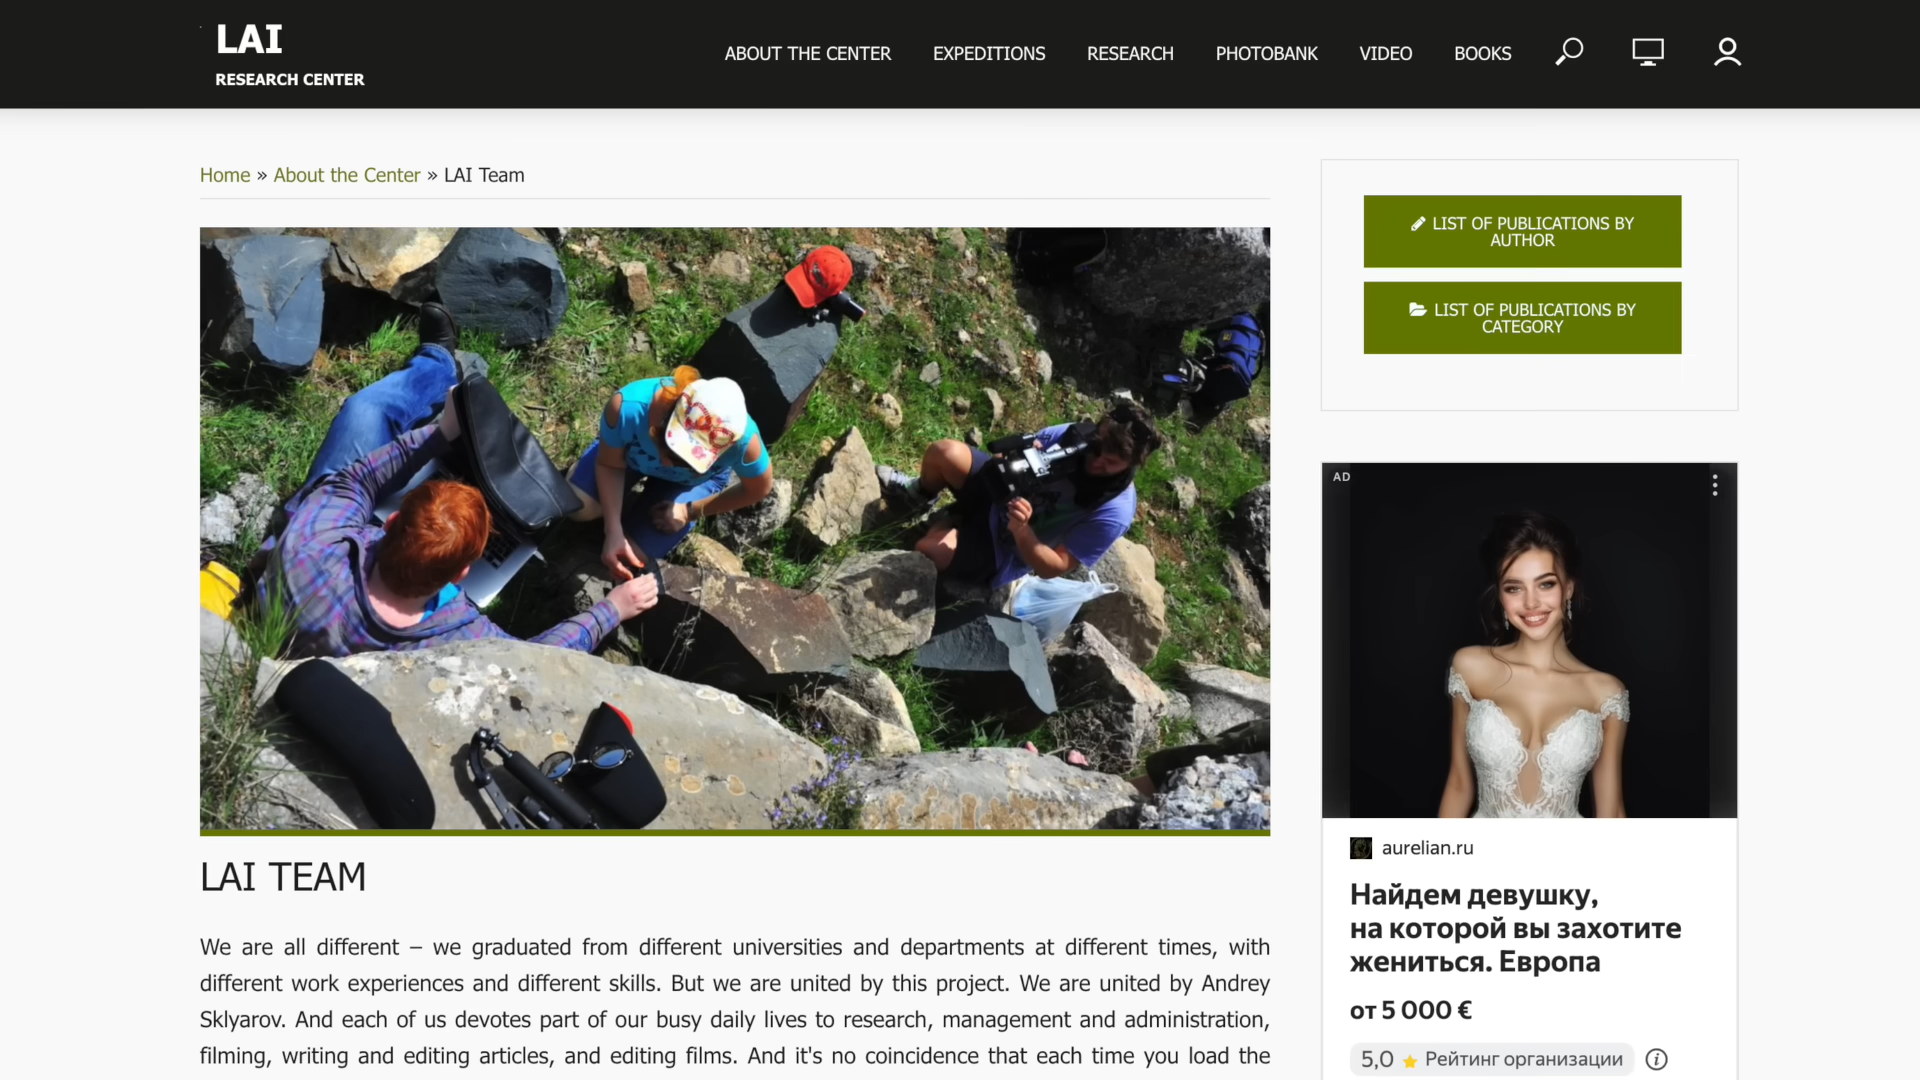 LAI
RESEARCH CENTER
ABOUT THE CENTER EXPEDITIONS RESEARCH PHOTOBANK VIDEO BOOKS
Home » About the Center » LAI Team
LAI TEAM
We are all different – we graduated from different universities and departments at different times, with
different work experiences and different skills. But we are united by this project. We are united by Andrey
Sklyarov. And each of us devotes part of our busy daily lives to research, management and administration,
filming, writing and editing articles, and editing films. And it's no coincidence that each time you load the
LIST OF PUBLICATIONS BY
AUTHOR
LIST OF PUBLICATIONS BY
CATEGORY
AD
aurelian.ru
Найдем девушку,
на которой вы захотите
жениться. Европа
от 5 000 €
5,0 Рейтинг организации